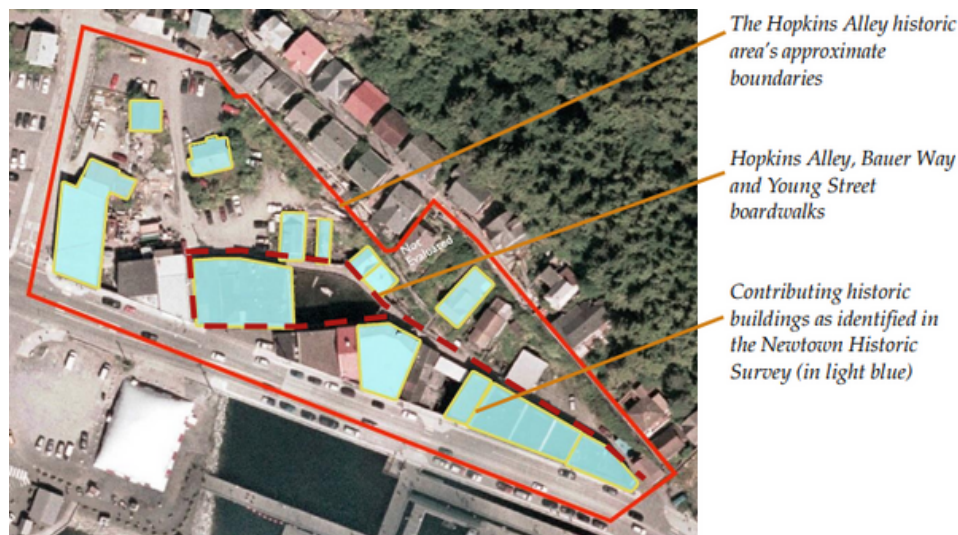 The Hopkins Alley historic
area's approximate
boundaries
Hopkins Alley, Bauer Way
and Young Street
boardwalks
Not
Evaluated
Contributing historic
buildings as identified in
the Newtown Historic
Survey (in light blue)